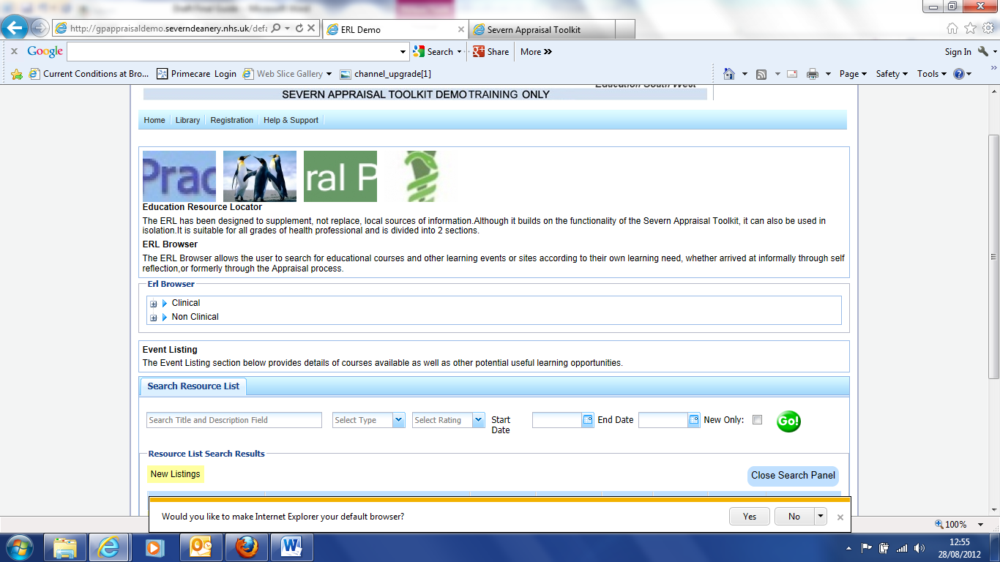 Draft Final Guide - Microsoft Word
http://gpappraisaldemo.severndeanery.nhs.uk/defa
ERL Demo
Severn Appraisal Toolkit
x Google Search Share More »
Sign In
Current Conditions at Bro... Primecare Login Web Slice Gallery channel_upgrade[1]
Page Safety Tools
Education South West
SEVERN APPRAISAL TOOLKIT DEMO TRAINING ONLY
Home Library Registration Help & Support
Prac
ral P
Education Resource Locator
The ERL has been designed to supplement, not replace, local sources of information.Although it builds on the functionality of the Severn Appraisal Toolkit, it can also be used in
isolation.It is suitable for all grades of health professional and is divided into 2 sections.
ERL Browser
The ERL Browser allows the user to search for educational courses and other learning events or sites according to their own learning need, whether arrived at informally through self
reflection,or formerly through the Appraisal process.
Erl Browser
Clinical
Non Clinical
Event Listing
The Event Listing section below provides details of courses available as well as other potential useful learning opportunities.
Search Resource List
Search Title and Description Field Select Type Select Rating Start
Date End Date New Only: Go!
Resource List Search Results
New Listings
Close Search Panel
Would you like to make Internet Explorer your default browser?
Yes No
100%
12:55
28/08/2012